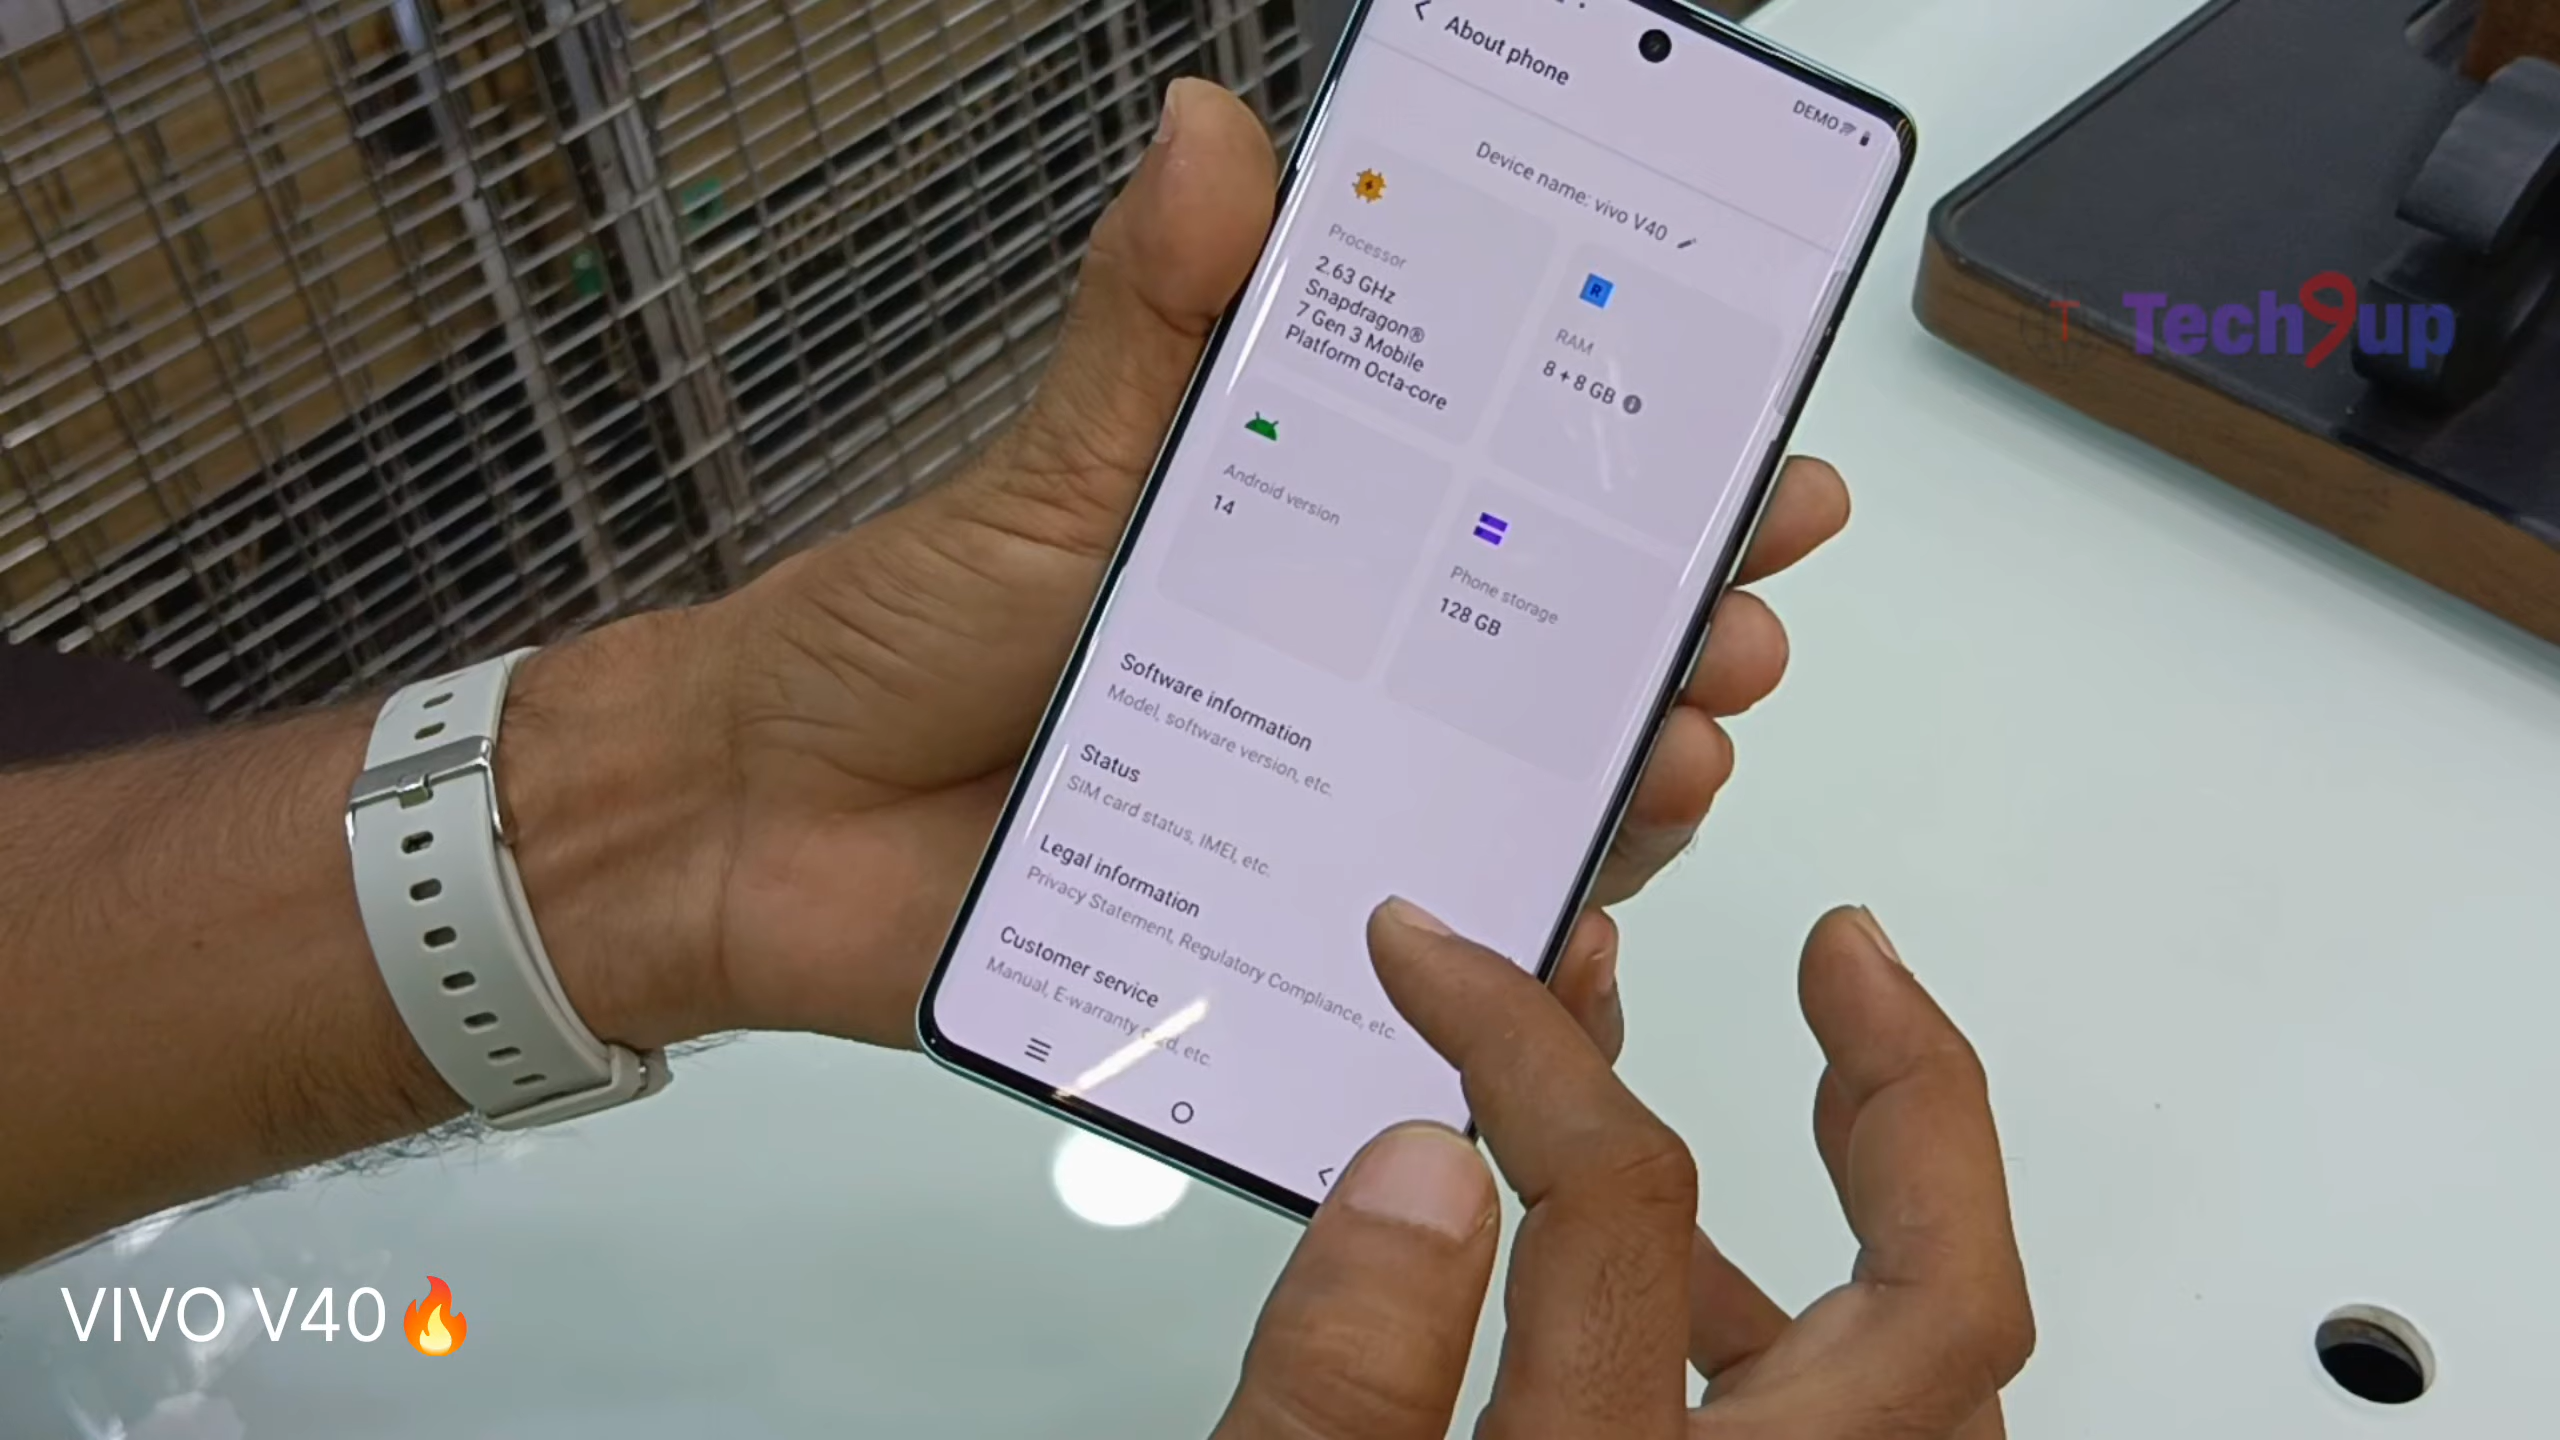 About phone
DEMO
Device name: vivo V40
Processor
2.63 GHz
Snapdragon®
7 Gen 3 Mobile
Platform Octa-core
R
RAM
8 + 8 GB
Android version
14
Phone storage
128 GB
Software information
Model, software version, etc.
Status
SIM card status, IMEI, etc.
Legal information
Privacy Statement, Regulatory Compliance, etc.
Customer service
Manual, E-warranty card, etc.
T Tech9up
VIVO V40🔥